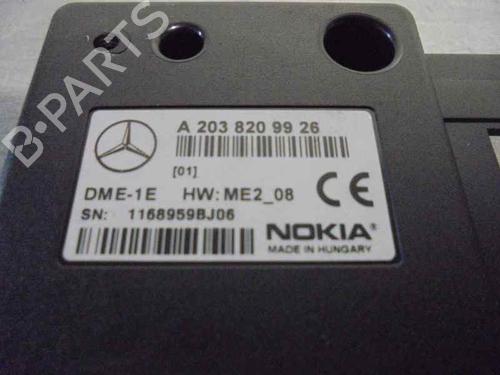 B-PARTS
A 203 820 99 26
[01]
DME-1E HW: ME2_08
SN: 1168959BJ06
CE
NOKIA®
MADE IN HUNGARY